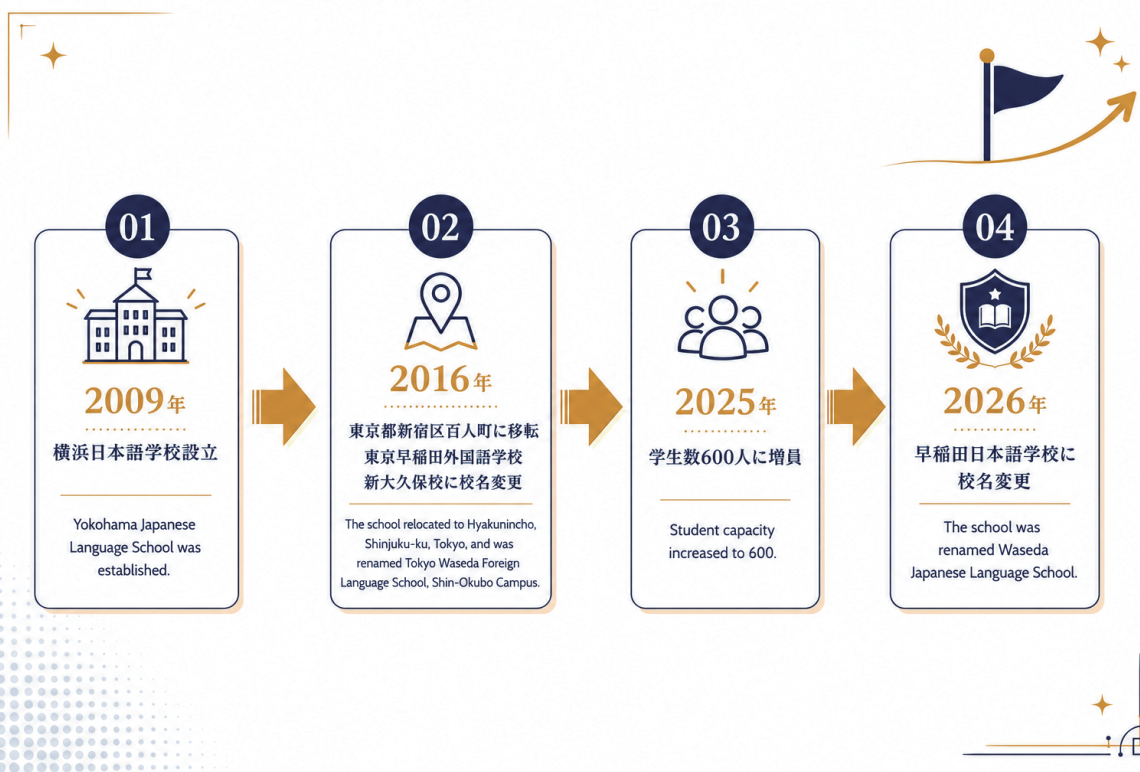 01
2009年
横浜日本語学校設立
Yokohama Japanese
Language School was
established.
02
2016年
東京都新宿区百人町に移転
東京早稲田外国語学校
新大久保校に校名変更
The school relocated to Hyakunincho,
Shinjuku-ku, Tokyo, and was
renamed Tokyo Waseda Foreign
Language School, Shin-Okubo Campus.
03
2025年
学生数600人に増員
Student capacity
increased to 600.
04
2026年
早稲田日本語学校に
校名変更
The school was
renamed Waseda
Japanese Language School.